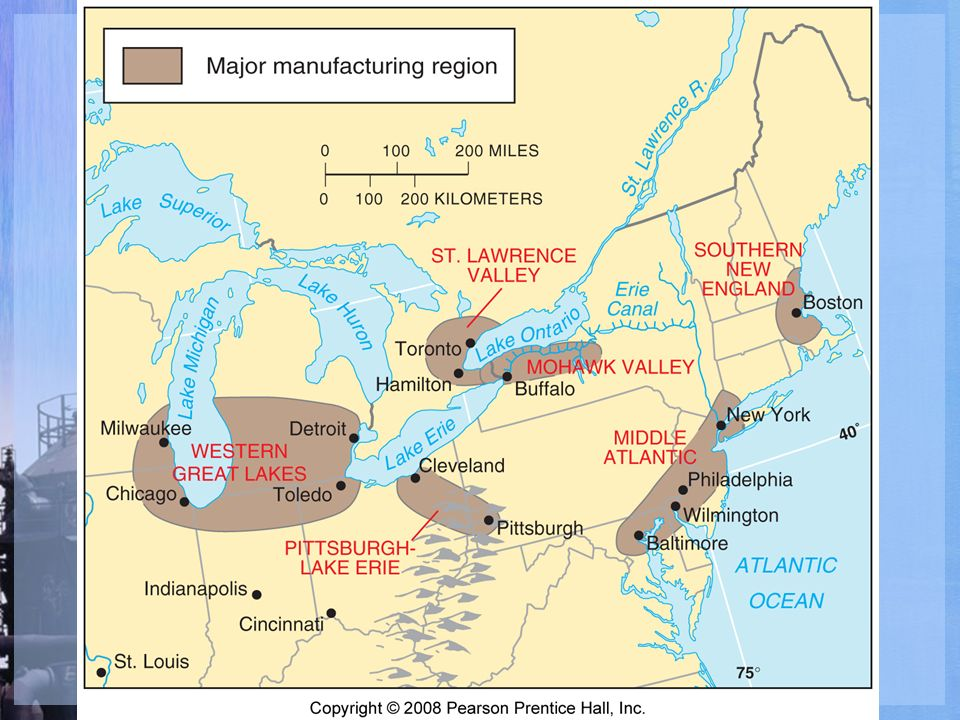 Major manufacturing region
0 100 200 MILES
0 100 200 KILOMETERS
St. Lawrence R.
Lake Superior
ST. LAWRENCE
VALLEY
SOUTHERN
NEW
ENGLAND
Lake Huron
Erie
Canal
Boston
Lake Michigan
Toronto
Lake Ontario
Hamilton
MOHAWK VALLEY
Buffalo
Milwaukee
Detroit
Lake Erie
New York
40°
WESTERN
GREAT LAKES
MIDDLE
ATLANTIC
Cleveland
Chicago
Toledo
Philadelphia
Pittsburgh
Wilmington
PITTSBURGH-
LAKE ERIE
Baltimore
ATLANTIC
OCEAN
Indianapolis
Cincinnati
St. Louis
75°
Copyright © 2008 Pearson Prentice Hall, Inc.